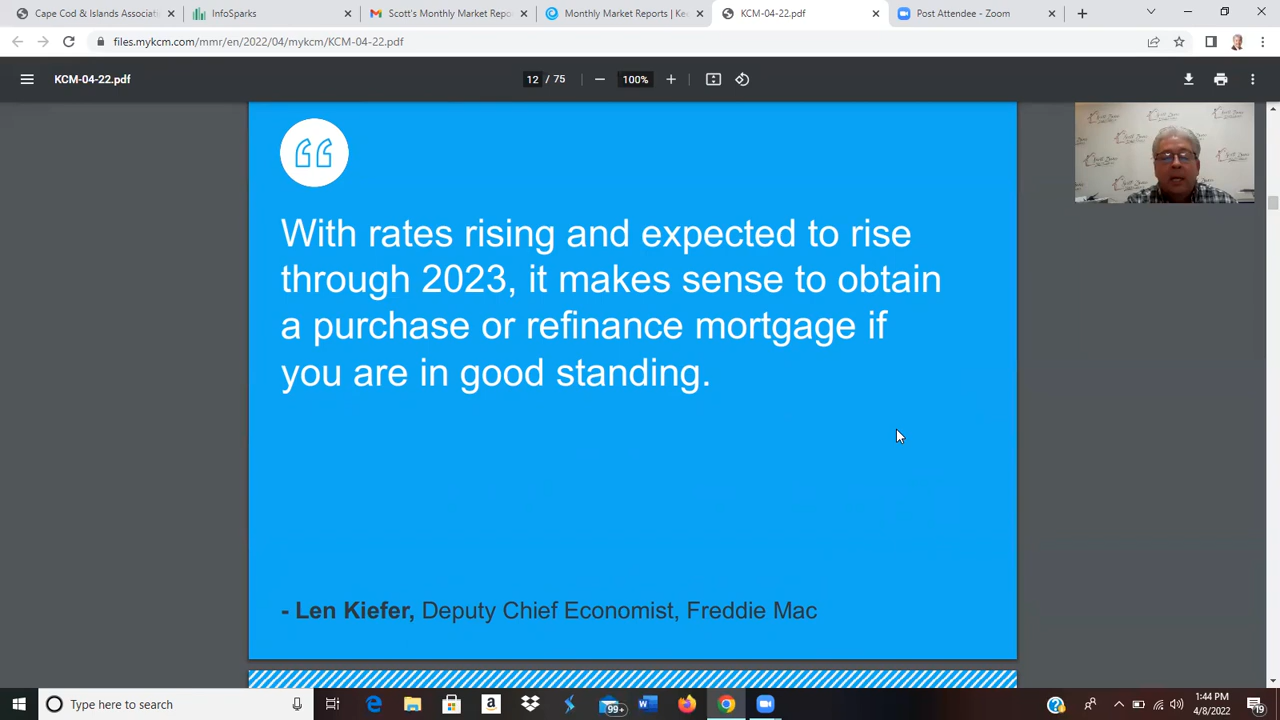 Cape Cod & Islands Associati
InfoSparks
Scott's Monthly Market Repo
Monthly Market Reports | Kee
KCM-04-22.pdf
Post Attendee - Zoom
files.mykcm.com/mmr/en/2022/04/mykcm/KCM-04-22.pdf
KCM-04-22.pdf
12 / 75
100%
With rates rising and expected to rise
through 2023, it makes sense to obtain
a purchase or refinance mortgage if
you are in good standing.
- Len Kiefer, Deputy Chief Economist, Freddie Mac
Type here to search
99+
1:44 PM
4/8/2022
19